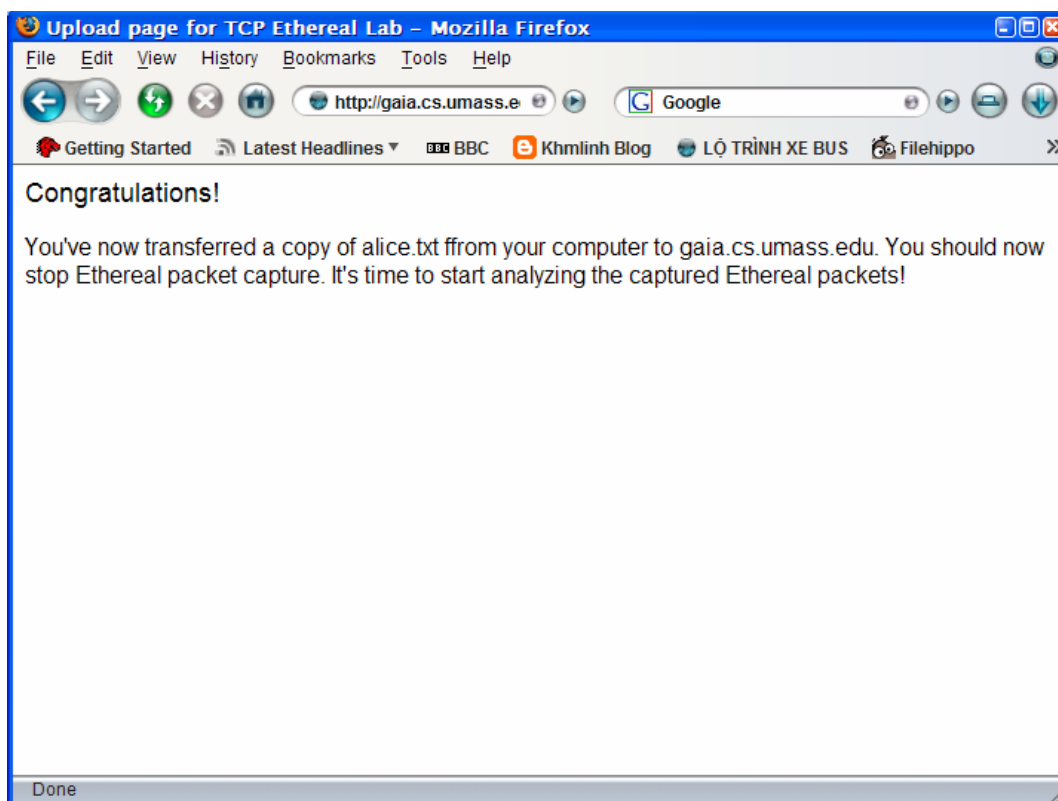 Upload page for TCP Ethereal Lab - Mozilla Firefox
File Edit View History Bookmarks Tools Help
http://gaia.cs.umass.e G Google
Getting Started Latest Headlines BBC BBC Khmlinh Blog LỘ TRÌNH XE BUS Filehippo
Congratulations!
You've now transferred a copy of alice.txt ffrom your computer to gaia.cs.umass.edu. You should now
stop Ethereal packet capture. It's time to start analyzing the captured Ethereal packets!
Done